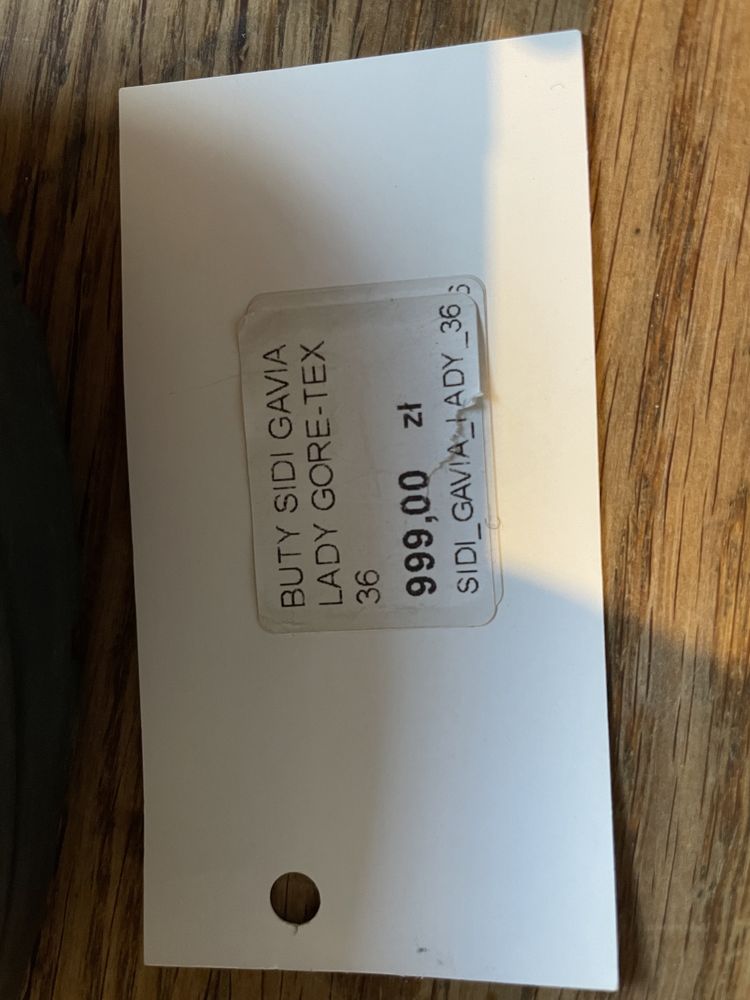 BUTY SIDI GAVIA
LADY GORE-TEX
36
999,00 zł
SIDI_GAVIA_LADY_36